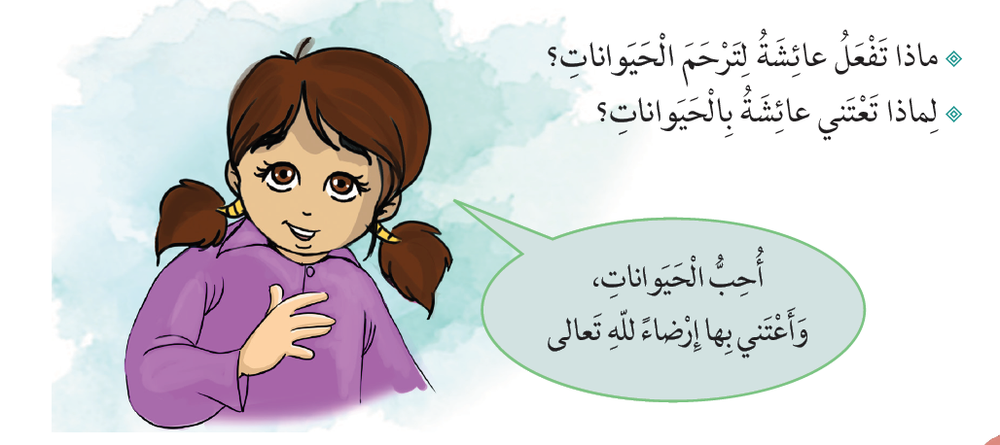 ماذا تَفْعَلُ عائِشَةُ لِتَرْحَمَ الْحَيَواناتِ؟
لِماذا تَعْتَني عائِشَةُ بِالْحَيَواناتِ؟
أُحِبُّ الْحَيَواناتِ،
وَأَعْتَني بِها إِرْضاءً للّهِ تَعالى